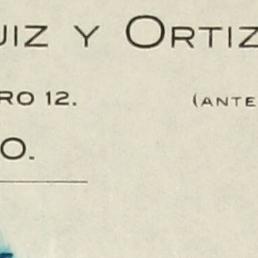 UIZ Y ORTIZ
RO 12. (ANTE
O.